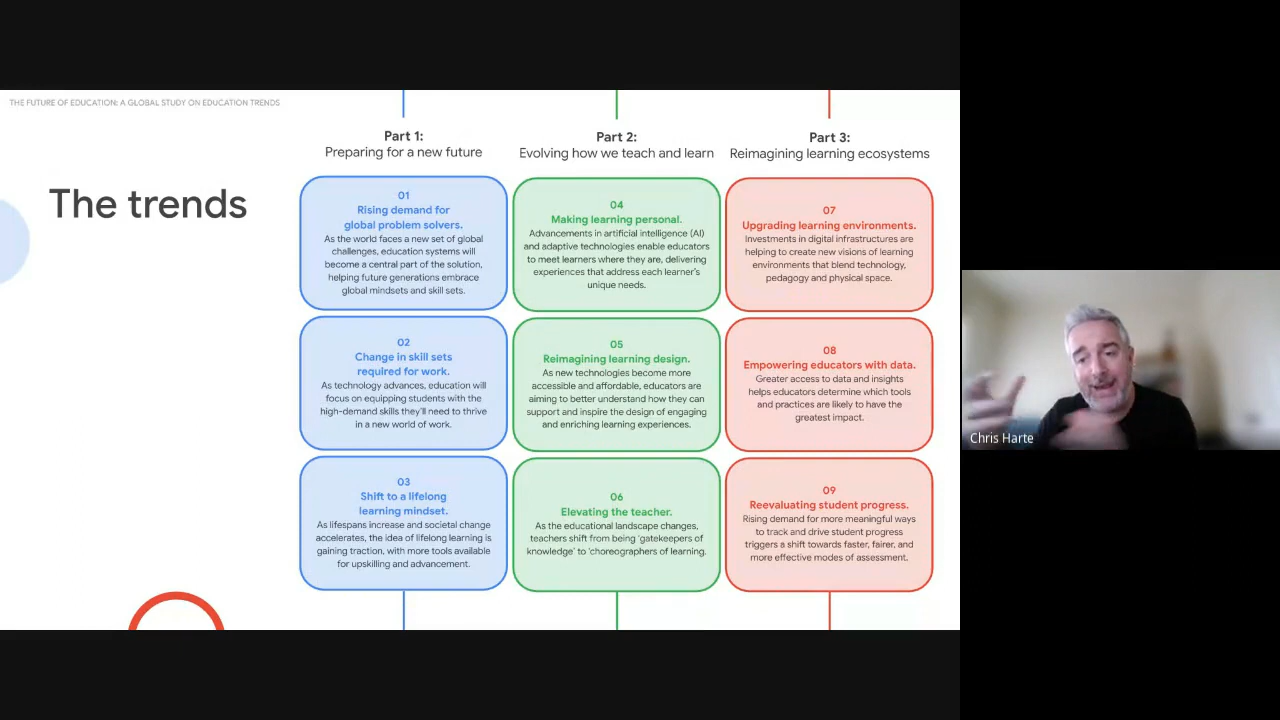 THE FUTURE OF EDUCATION: A GLOBAL STUDY ON EDUCATION TRENDS
The trends
Part 1:
Preparing for a new future
01
Rising demand for
global problem solvers.
As the world faces a new set of global
challenges, education systems will
become a central part of the solution,
helping future generations embrace
global mindsets and skill sets.
02
Change in skill sets
required for work.
As technology advances, education will
focus on equipping students with the
high-demand skills they'll need to thrive
in a new world of work.
03
Shift to a lifelong
learning mindset.
As lifespans increase and societal change
accelerates, the idea of lifelong learning is
gaining traction, with more tools available
for upskilling and advancement.
Part 2:
Evolving how we teach and learn
04
Making learning personal.
Advancements in artificial intelligence (AI)
and adaptive technologies enable educators
to meet learners where they are, delivering
experiences that address each learner's
unique needs.
05
Reimagining learning design.
As new technologies become more
accessible and affordable, educators are
aiming to better understand how they can
support and inspire the design of engaging
and enriching learning experiences.
06
Elevating the teacher.
As the educational landscape changes,
teachers shift from being 'gatekeepers of
knowledge' to 'choreographers of learning.
Part 3:
Reimagining learning ecosystems
07
Upgrading learning environments.
Investments in digital infrastructures are
helping to create new visions of learning
environments that blend technology,
pedagogy and physical space.
08
Empowering educators with data.
Greater access to data and insights
helps educators determine which tools
and practices are likely to have the
greatest impact.
09
Reevaluating student progress.
Rising demand for more meaningful ways
to track and drive student progress
triggers a shift towards faster, fairer, and
more effective modes of assessment.
Chris Harte